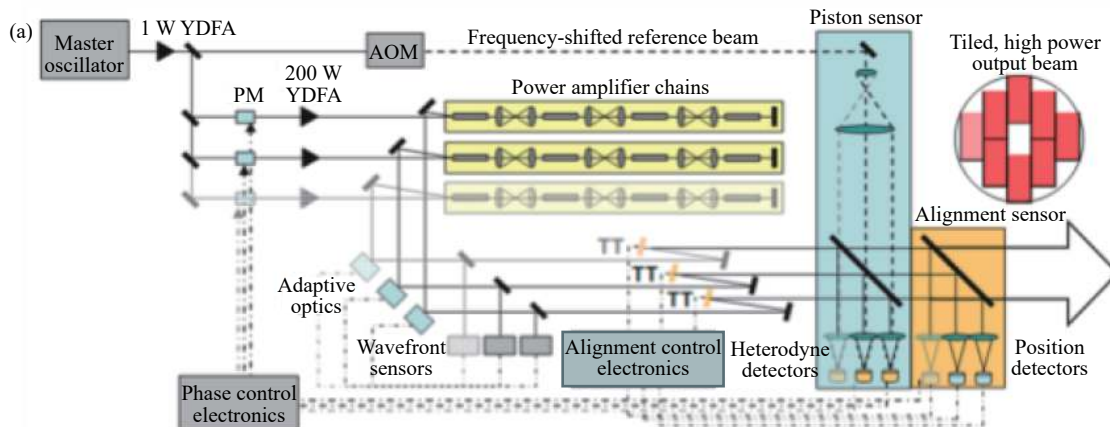 (a)
Master
oscillator
1 W YDFA
AOM
Frequency-shifted reference beam
Piston sensor
Tiled, high power
output beam
PM
200 W
YDFA
Power amplifier chains
Alignment sensor
TT
TT
TT
Adaptive
optics
Wavefront
sensors
Alignment control
electronics
Heterodyne
detectors
Position
detectors
Phase control
electronics